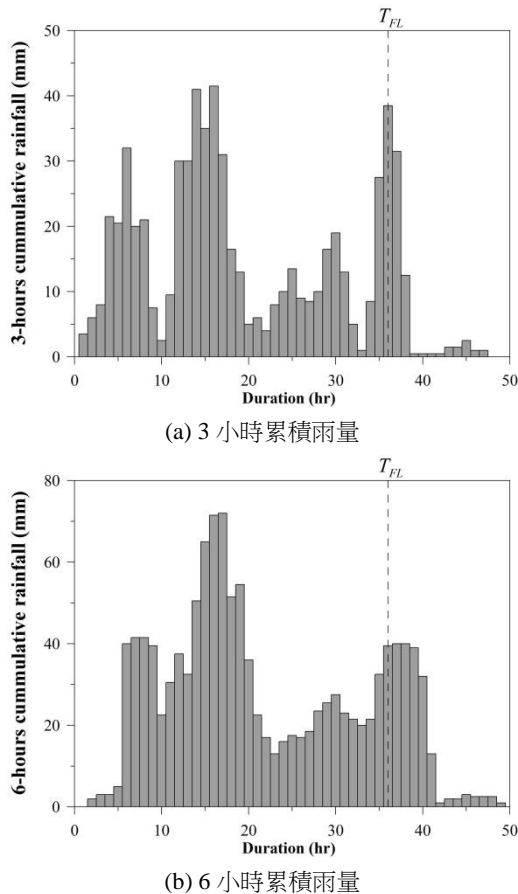 T_FL
50
40
30
20
10
0
3-hours cummulative rainfall (mm)
0 10 20 30 40 50
Duration (hr)
(a) 3 小時累積雨量
T_FL
80
60
40
20
0
6-hours cummulative rainfall (mm)
0 10 20 30 40 50
Duration (hr)
(b) 6 小時累積雨量